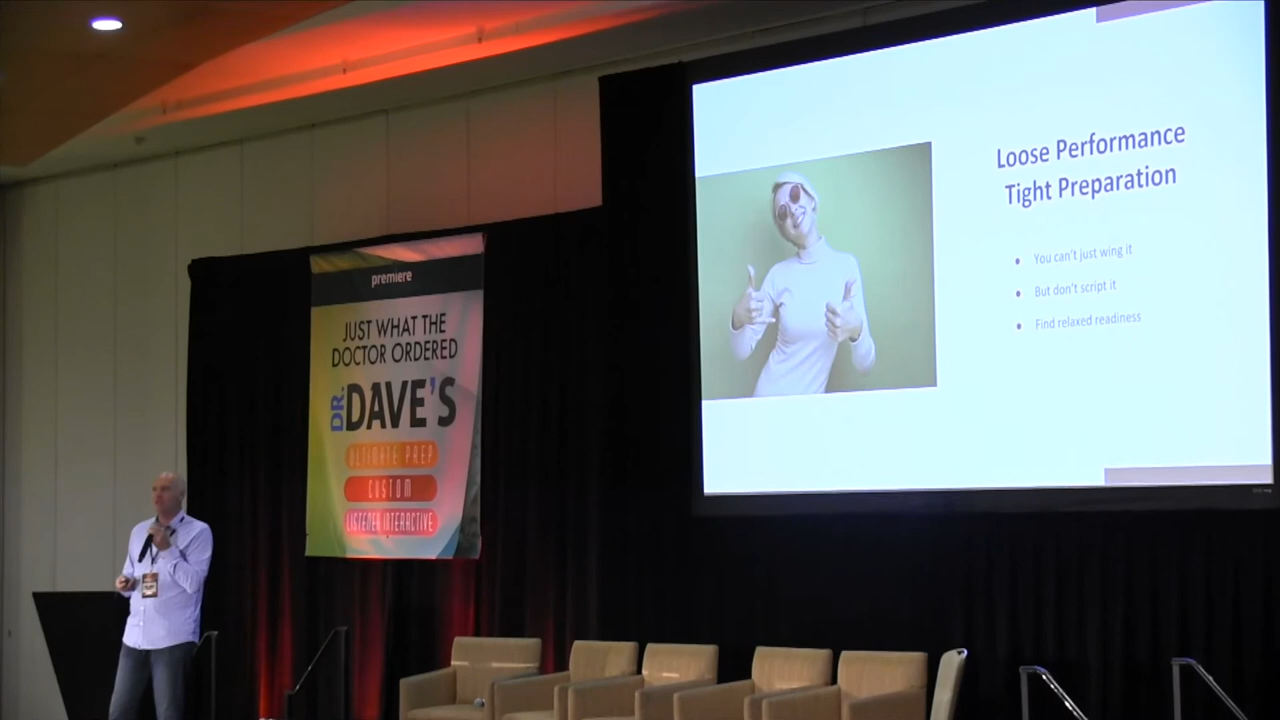 premiere
JUST WHAT THE
DOCTOR ORDERED
DR.
DAVE'S
ULTIMATE PREP
CUSTOM
LISTENER INTERACTIVE
Loose Performance
Tight Preparation
• You can't just wing it
• But don't script it
• Find relaxed readiness